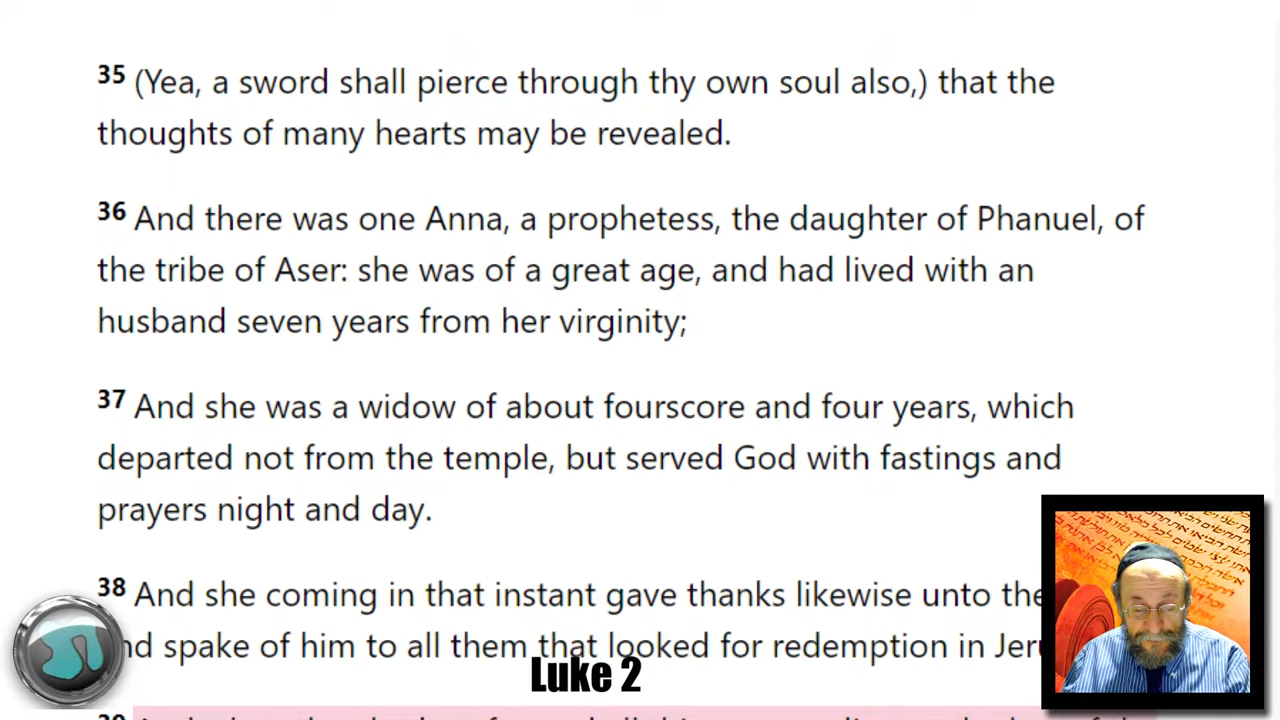 35 (Yea, a sword shall pierce through thy own soul also,) that the
thoughts of many hearts may be revealed.
36 And there was one Anna, a prophetess, the daughter of Phanuel, of
the tribe of Aser: she was of a great age, and had lived with an
husband seven years from her virginity;
37 And she was a widow of about fourscore and four years, which
departed not from the temple, but served God with fastings and
prayers night and day.
38 And she coming in that instant gave thanks likewise unto the
nd spake of him to all them that looked for redemption in Jeru
Luke 2
ת